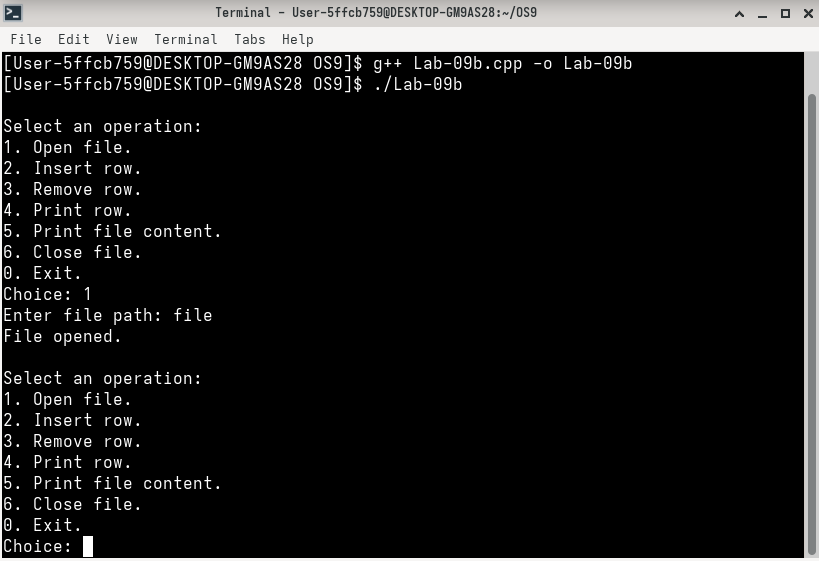 Terminal - User-5ffcb759@DESKTOP-GM9AS28:~/OS9
File Edit View Terminal Tabs Help
[User-5ffcb759@DESKTOP-GM9AS28 OS9]$ g++ Lab-09b.cpp -o Lab-09b
[User-5ffcb759@DESKTOP-GM9AS28 OS9]$ ./Lab-09b
Select an operation:
1. Open file.
2. Insert row.
3. Remove row.
4. Print row.
5. Print file content.
6. Close file.
0. Exit.
Choice: 1
Enter file path: file
File opened.
Select an operation:
1. Open file.
2. Insert row.
3. Remove row.
4. Print row.
5. Print file content.
6. Close file.
0. Exit.
Choice: